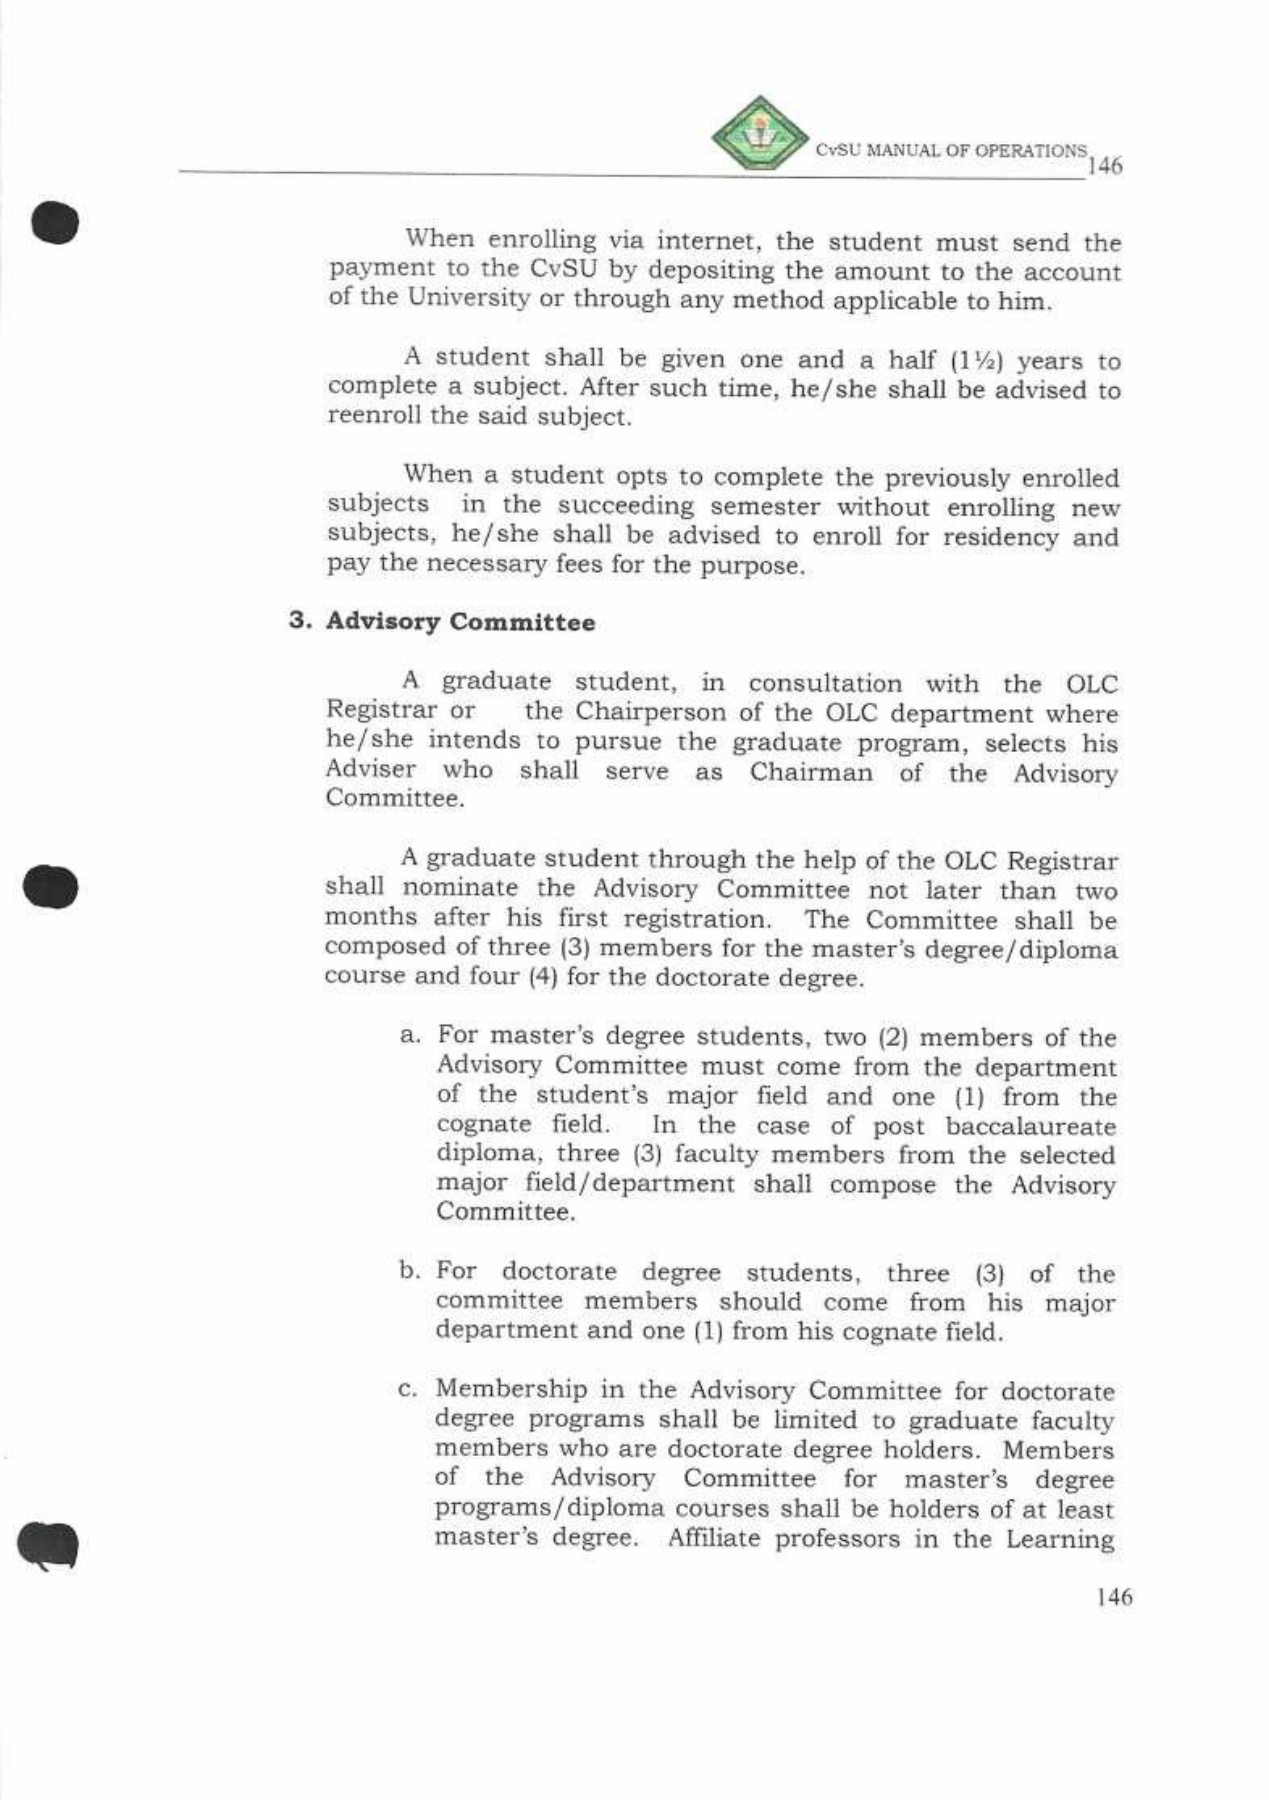 CvSU MANUAL OF OPERATIONS 146
When enrolling via internet, the student must send the
payment to the CvSU by depositing the amount to the account
of the University or through any method applicable to him.
A student shall be given one and a half (1½) years to
complete a subject. After such time, he/she shall be advised to
reenroll the said subject.
When a student opts to complete the previously enrolled
subjects in the succeeding semester without enrolling new
subjects, he/she shall be advised to enroll for residency and
pay the necessary fees for the purpose.
3. Advisory Committee
A graduate student, in consultation with the OLC
Registrar or the Chairperson of the OLC department where
he/she intends to pursue the graduate program, selects his
Adviser who shall serve as Chairman of the Advisory
Committee.
A graduate student through the help of the OLC Registrar
shall nominate the Advisory Committee not later than two
months after his first registration. The Committee shall be
composed of three (3) members for the master's degree/diploma
course and four (4) for the doctorate degree.
a. For master's degree students, two (2) members of the
Advisory Committee must come from the department
of the student's major field and one (1) from the
cognate field. In the case of post baccalaureate
diploma, three (3) faculty members from the selected
major field/department shall compose the Advisory
Committee.
b. For doctorate degree students, three (3) of the
committee members should come from his major
department and one (1) from his cognate field.
c. Membership in the Advisory Committee for doctorate
degree programs shall be limited to graduate faculty
members who are doctorate degree holders. Members
of the Advisory Committee for master's degree
programs/diploma courses shall be holders of at least
master's degree. Affiliate professors in the Learning
146